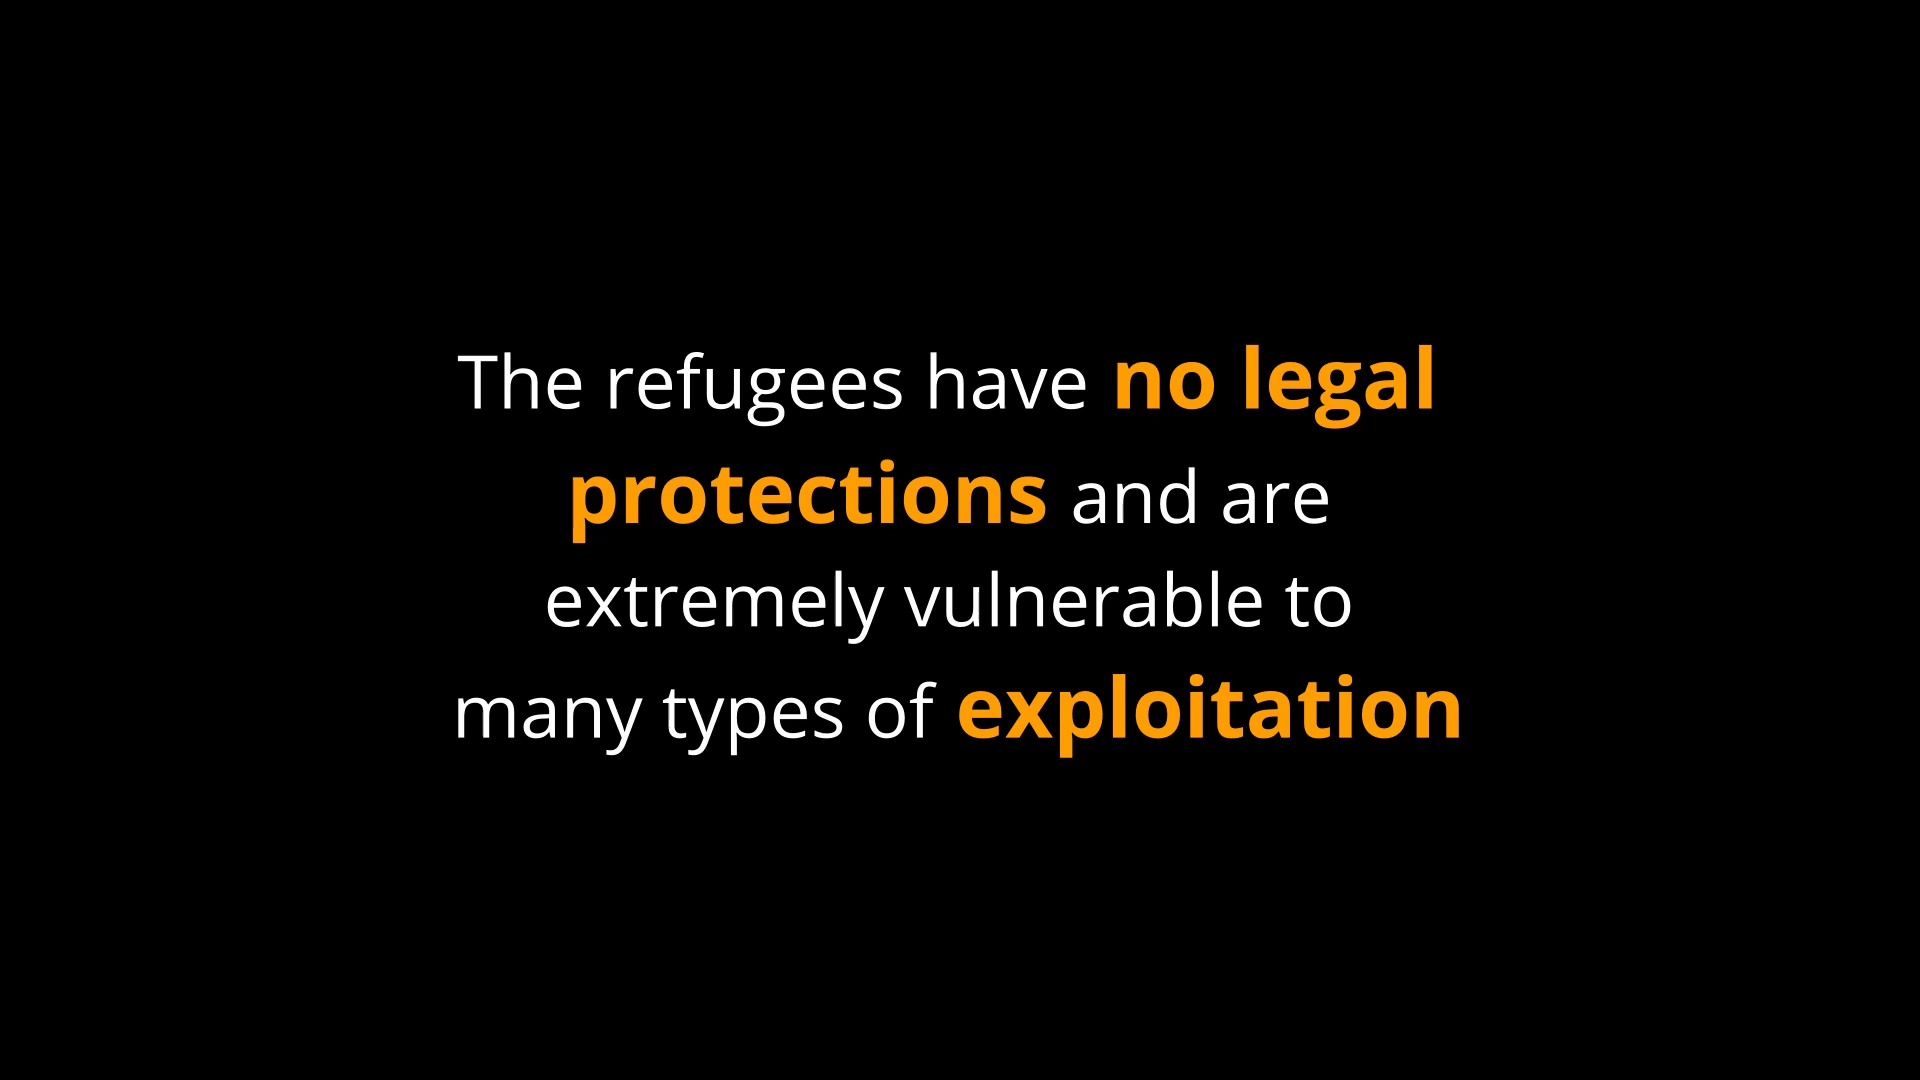 The refugees have no legal
protections and are
extremely vulnerable to
many types of exploitation